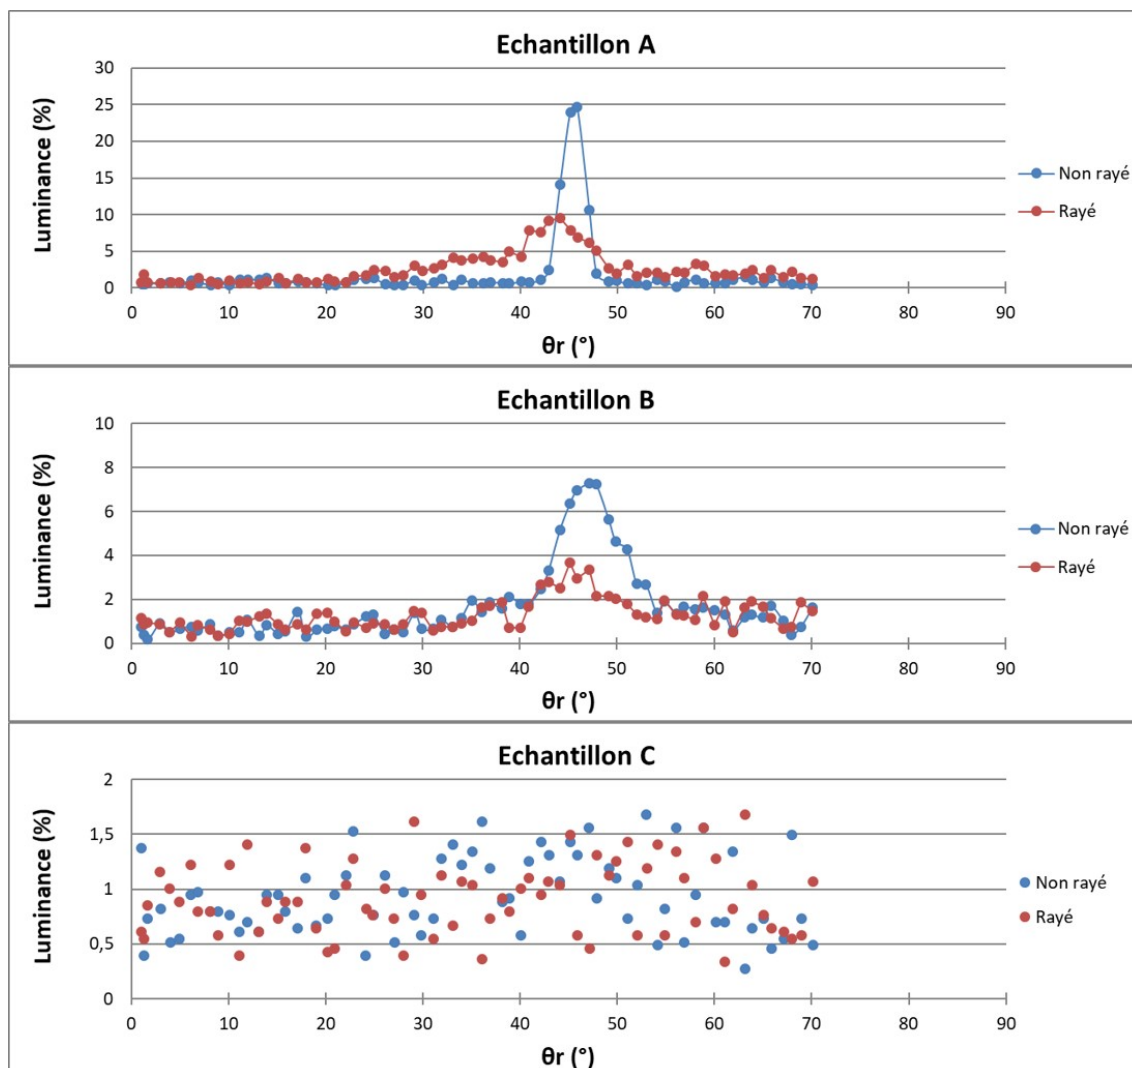 Echantillon A
Luminance (%)
30
25
20
15
10
5
0
0 10 20 30 40 50 60 70 80 90
θr (°)
Non rayé
Rayé
Echantillon B
Luminance (%)
10
8
6
4
2
0
0 10 20 30 40 50 60 70 80 90
θr (°)
Non rayé
Rayé
Echantillon C
Luminance (%)
2
1,5
1
0,5
0
0 10 20 30 40 50 60 70 80 90
θr (°)
Non rayé
Rayé